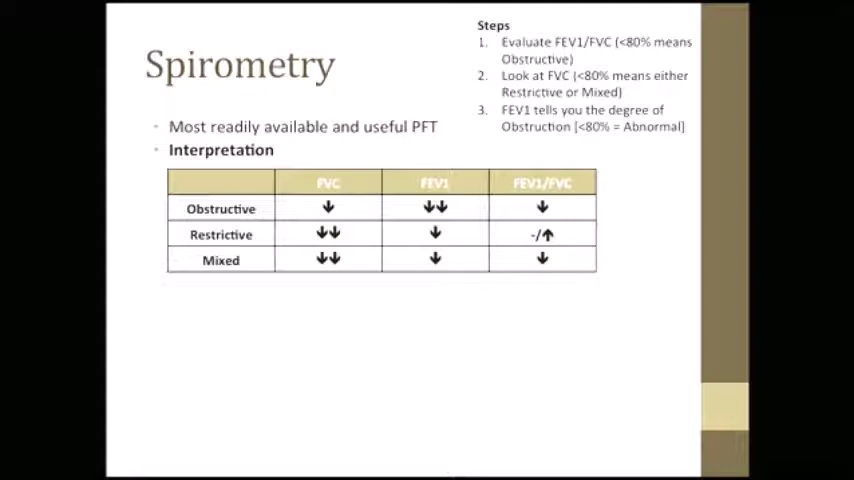 Spirometry
Steps
1. Evaluate FEV1/FVC (<80% means
Obstructive)
2. Look at FVC (<80% means either
Restrictive or Mixed)
3. FEV1 tells you the degree of
Obstruction [<80% = Abnormal]
• Most readily available and useful PFT
• Interpretation
FVC FEV1 FEV1/FVC
Obstructive ↓ ↓↓ ↓
Restrictive ↓↓ ↓ -/↑
Mixed ↓↓ ↓ ↓